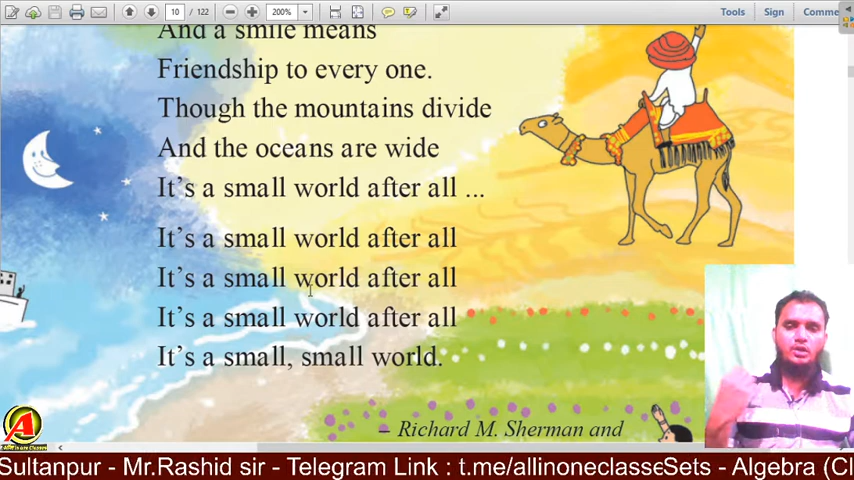 10 / 122
200%
Tools
Sign
Comme
And a smile means
Friendship to every one.
Though the mountains divide
And the oceans are wide
It's a small world after all ...
It's a small world after all
It's a small world after all
It's a small world after all
It's a small, small world.
– Richard M. Sherman and
A
Sultanpur - Mr.Rashid sir - Telegram Link : t.me/allinoneclasseSets - Algebra (Cl